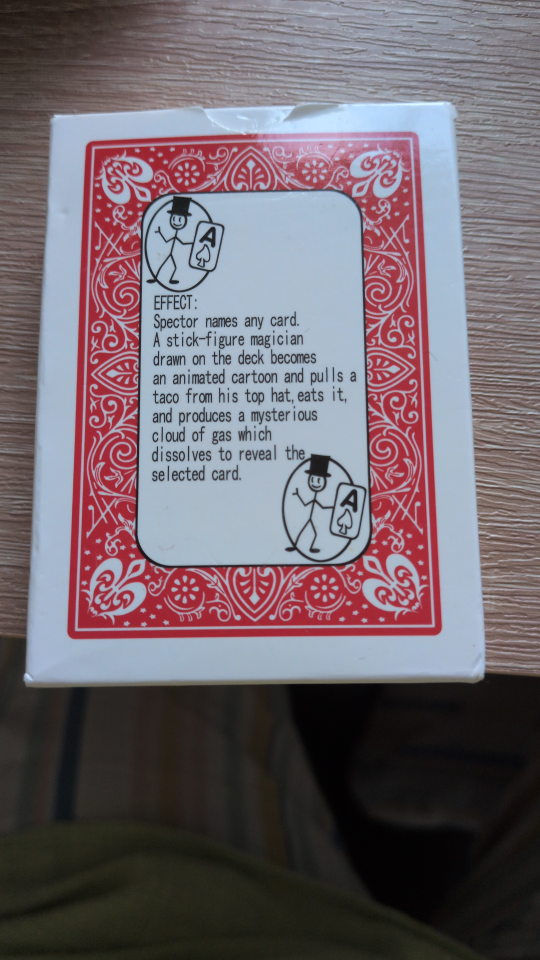 A
EFFECT:
Spector names any card.
A stick-figure magician
drawn on the deck becomes
an animated cartoon and pulls a
taco from his top hat, eats it,
and produces a mysterious
cloud of gas which
dissolves to reveal the
selected card.
A